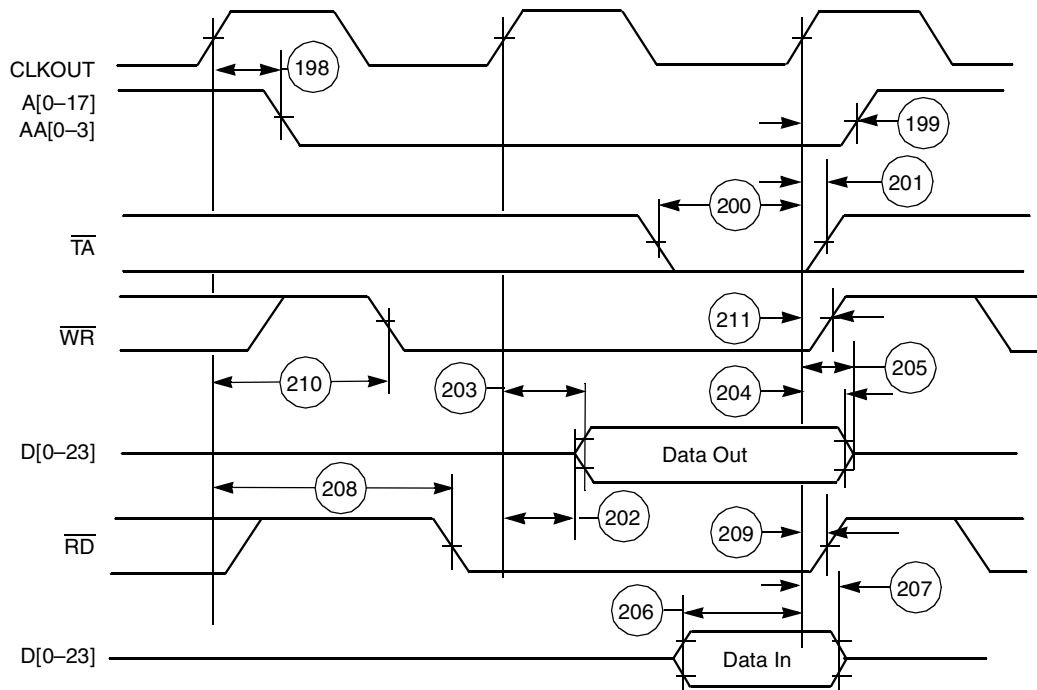 CLKOUT
198
A[0–17]
AA[0–3]
199
201
200
TA
WR
211
210
203
204
205
D[0–23]
Data Out
208
202
RD
209
206
207
D[0–23]
Data In